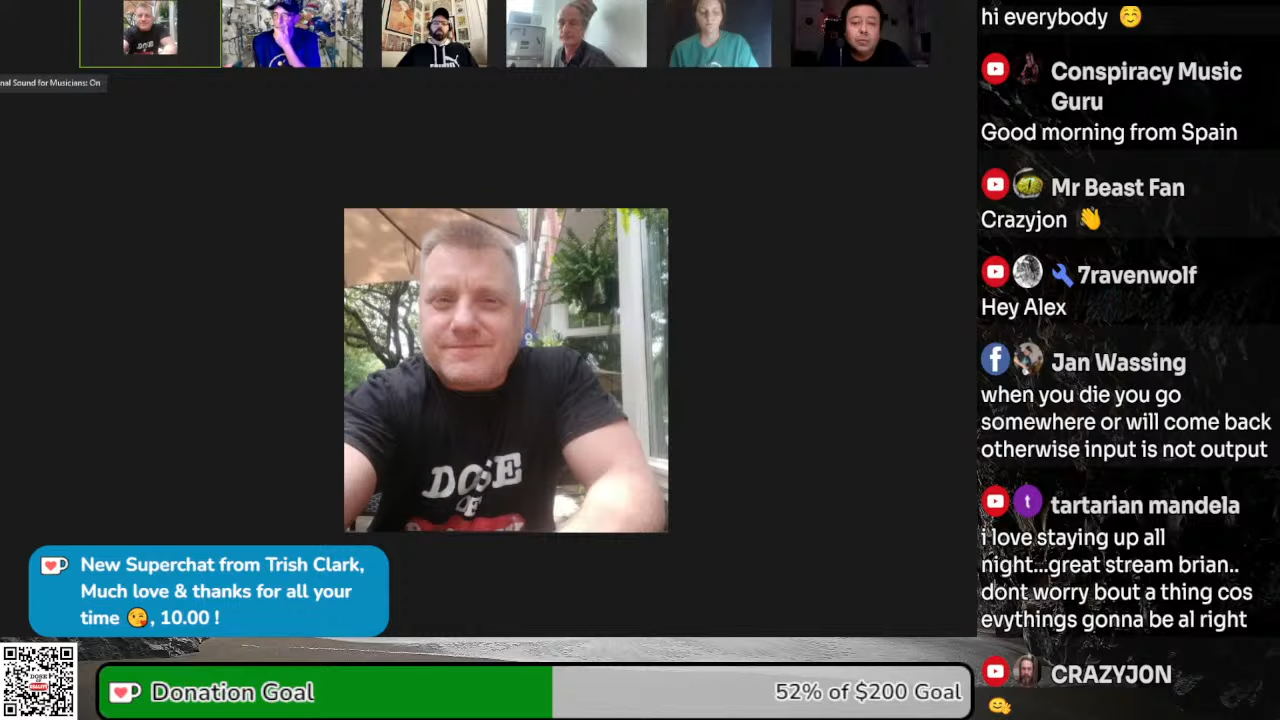 hi everybody
nal Sound for Musicians: On
Conspiracy Music
Guru
Good morning from Spain
Mr Beast Fan
Crazyjon
7ravenwolf
Hey Alex
Jan Wassing
when you die you go
somewhere or will come back
otherwise input is not output
t
tartarian mandela
i love staying up all
night...great stream brian..
dont worry bout a thing cos
evythings gonna be al right
CRAZYJ0N
DOSE
OF
New Superchat from Trish Clark,
Much love & thanks for all your
time , 10.00 !
DOSE
OF
Donation Goal
52% of $200 Goal